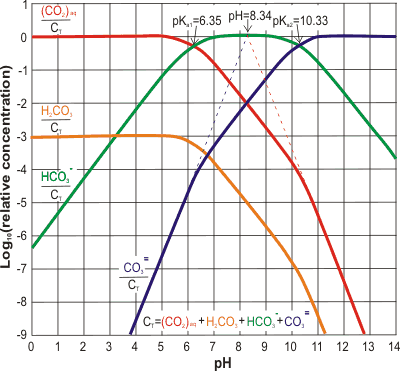 pKa1=6.35 pH=8.34 pKa2=10.33
(CO2)aq
CT
H2CO3
CT
HCO3-
CT
CO3=
CT
CT=(CO2)aq+H2CO3+HCO3-+CO3=
Log10(relative concentration)
1
0
-1
-2
-3
-4
-5
-6
-7
-8
-9
0 1 2 3 4 5 6 7 8 9 10 11 12 13 14
pH